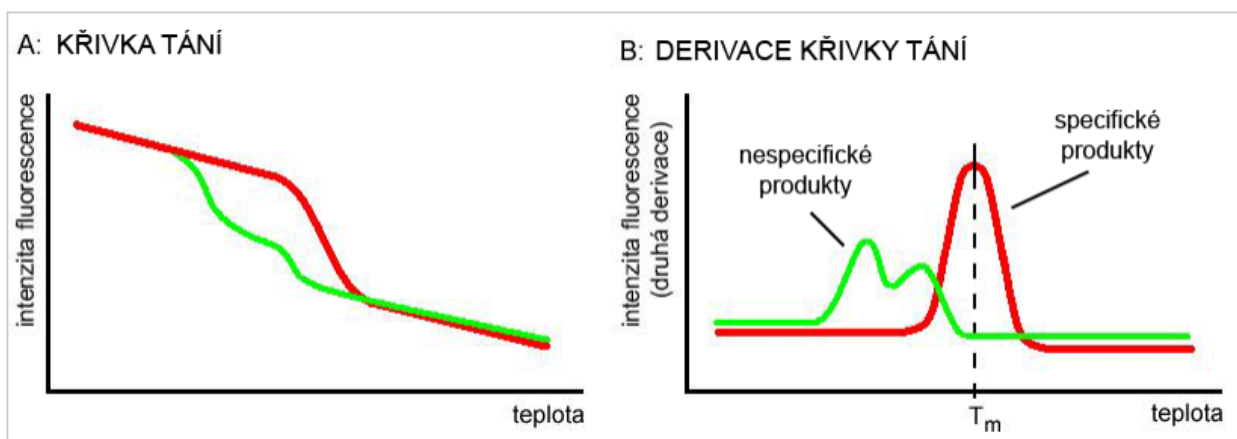 A: KŘIVKA TÁNÍ
intenzita fluorescence
teplota
B: DERIVACE KŘIVKY TÁNÍ
intenzita fluorescence
(druhá derivace)
nespecifické
produkty
specifické
produkty
Tm
teplota